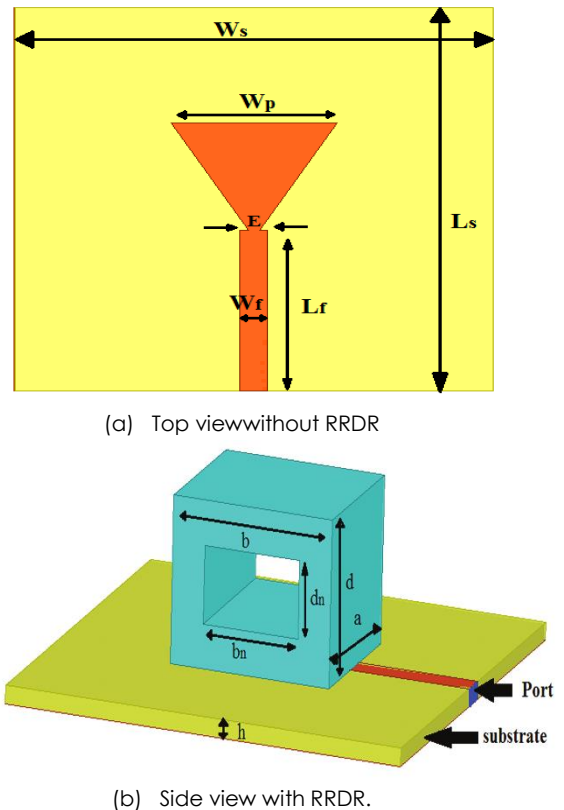 Ws
Wp
E
Ls
Wf
Lf
(a) Top viewwithout RRDR
b
d
dn
a
bn
Port
h
substrate
(b) Side view with RRDR.